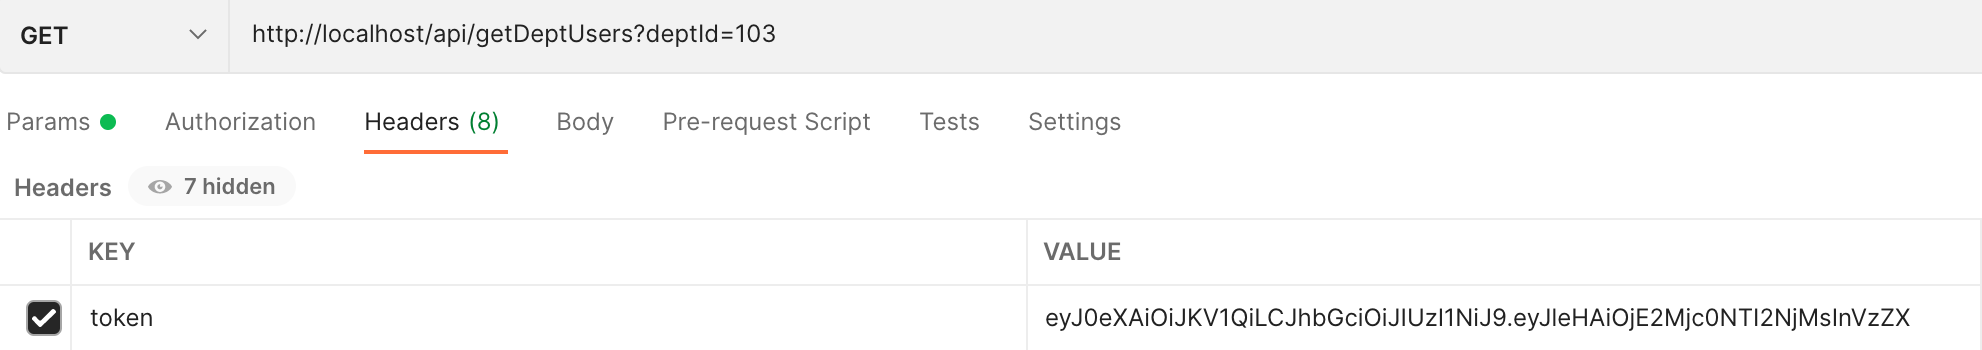 GET http://localhost/api/getDeptUsers?deptId=103
Params Authorization Headers (8) Body Pre-request Script Tests Settings
Headers 7 hidden
KEY VALUE
token eyJ0eXAiOiJKV1QiLCJhbGciOiJIUzI1NiJ9.eyJleHAiOjE2Mjc0NTI2NjMsInVzZX